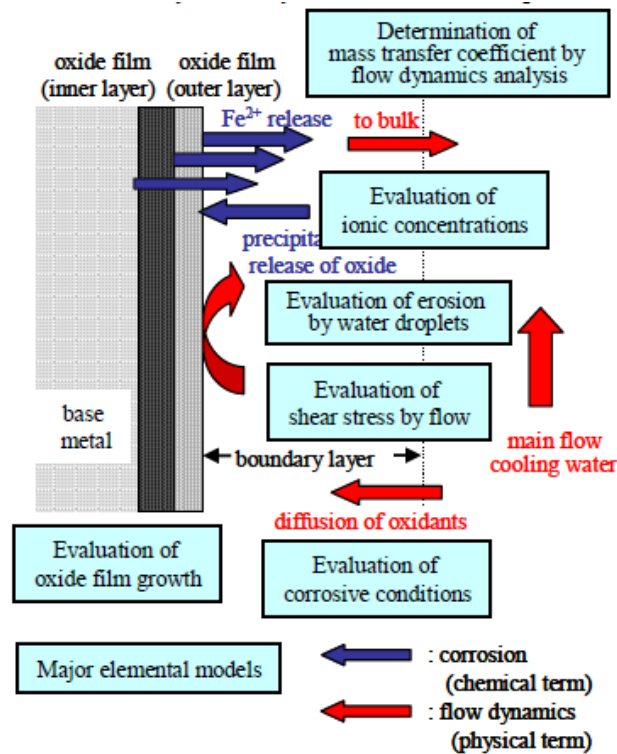 Determination of
mass transfer coefficient by
flow dynamics analysis
oxide film
(inner layer)
oxide film
(outer layer)
Fe²⁺ release
to bulk
Evaluation of
ionic concentrations
release of oxide
Evaluation of erosion
by water droplets
Evaluation of
shear stress by flow
base
metal
boundary layer
main flow
cooling water
diffusion of oxidants
Evaluation of
oxide film growth
Evaluation of
corrosive conditions
Major elemental models
: corrosion
(chemical term)
: flow dynamics
(physical term)